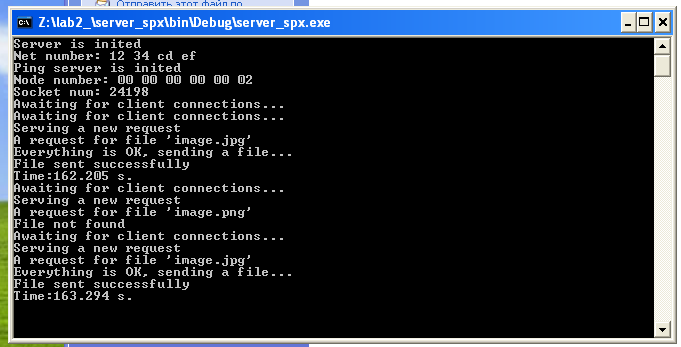 Отправить этот файл по
Z:\lab2_\server_spx\bin\Debug\server_spx.exe
Server is inited
Net number: 12 34 cd ef
Ping server is inited
Node number: 00 00 00 00 00 02
Socket num: 24198
Awaiting for client connections...
Awaiting for client connections...
Serving a new request
A request for file 'image.jpg'
Everything is OK, sending a file...
File sent successfully
Time:162.205 s.
Awaiting for client connections...
Serving a new request
A request for file 'image.png'
File not found
Awaiting for client connections...
Serving a new request
A request for file 'image.jpg'
Everything is OK, sending a file...
File sent successfully
Time:163.294 s.